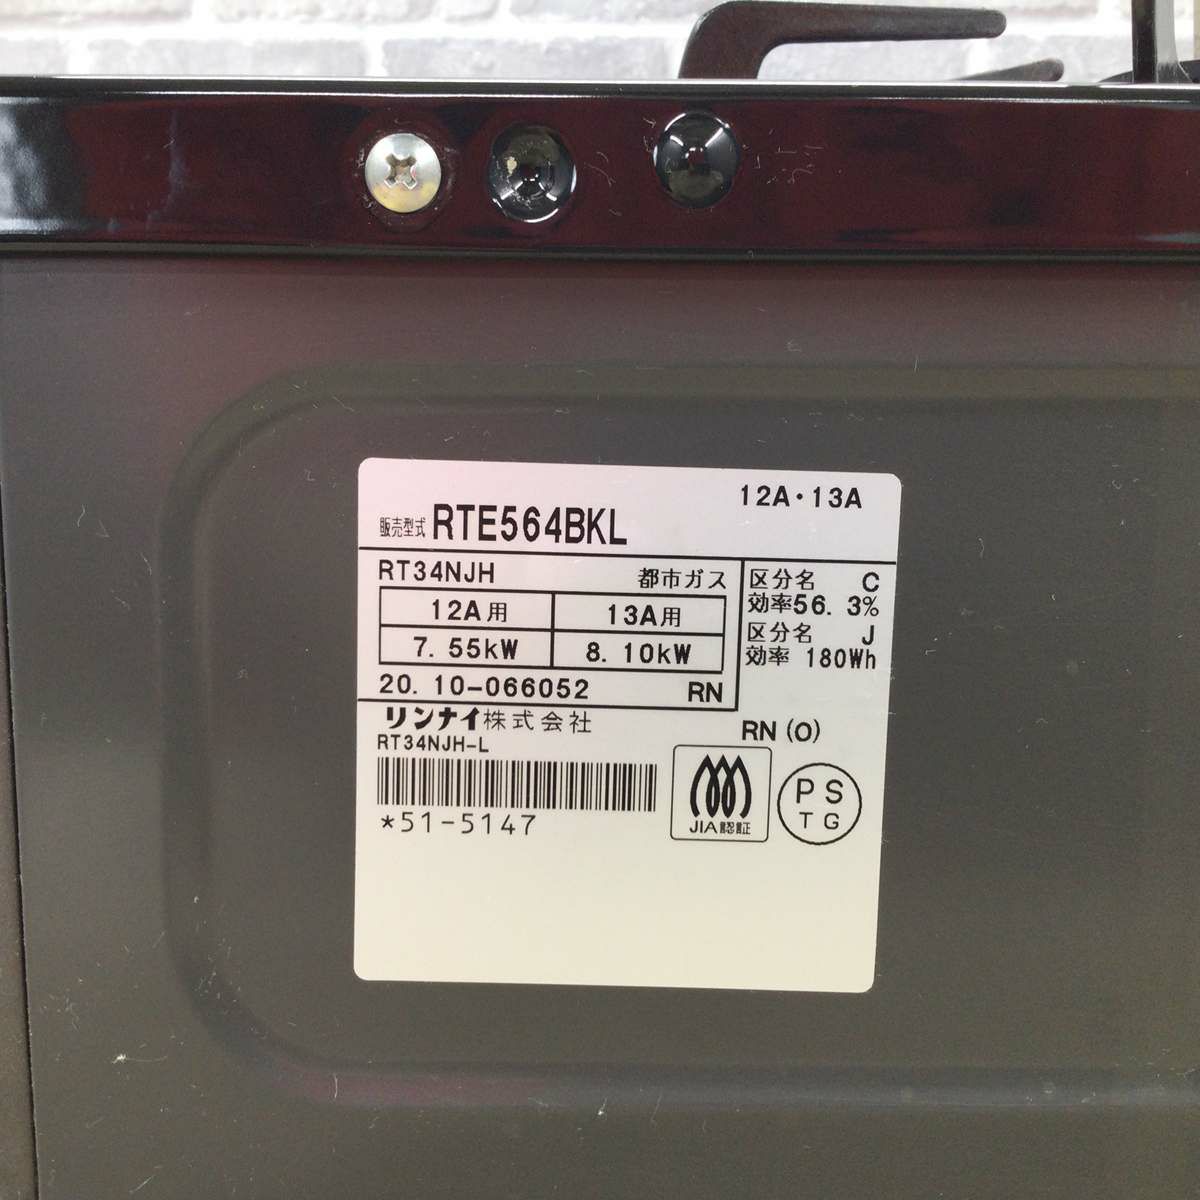 12A・13A
販売型式 RTE564BKL
RT34NJH 都市ガス
12A用 13A用
7.55kW 8.10kW
20.10-066052 RN
区分名 C
効率56.3%
区分名 J
効率 180Wh
リンナイ株式会社
RT34NJH-L
RN(O)
*51-5147
JIA認証
PS
TG